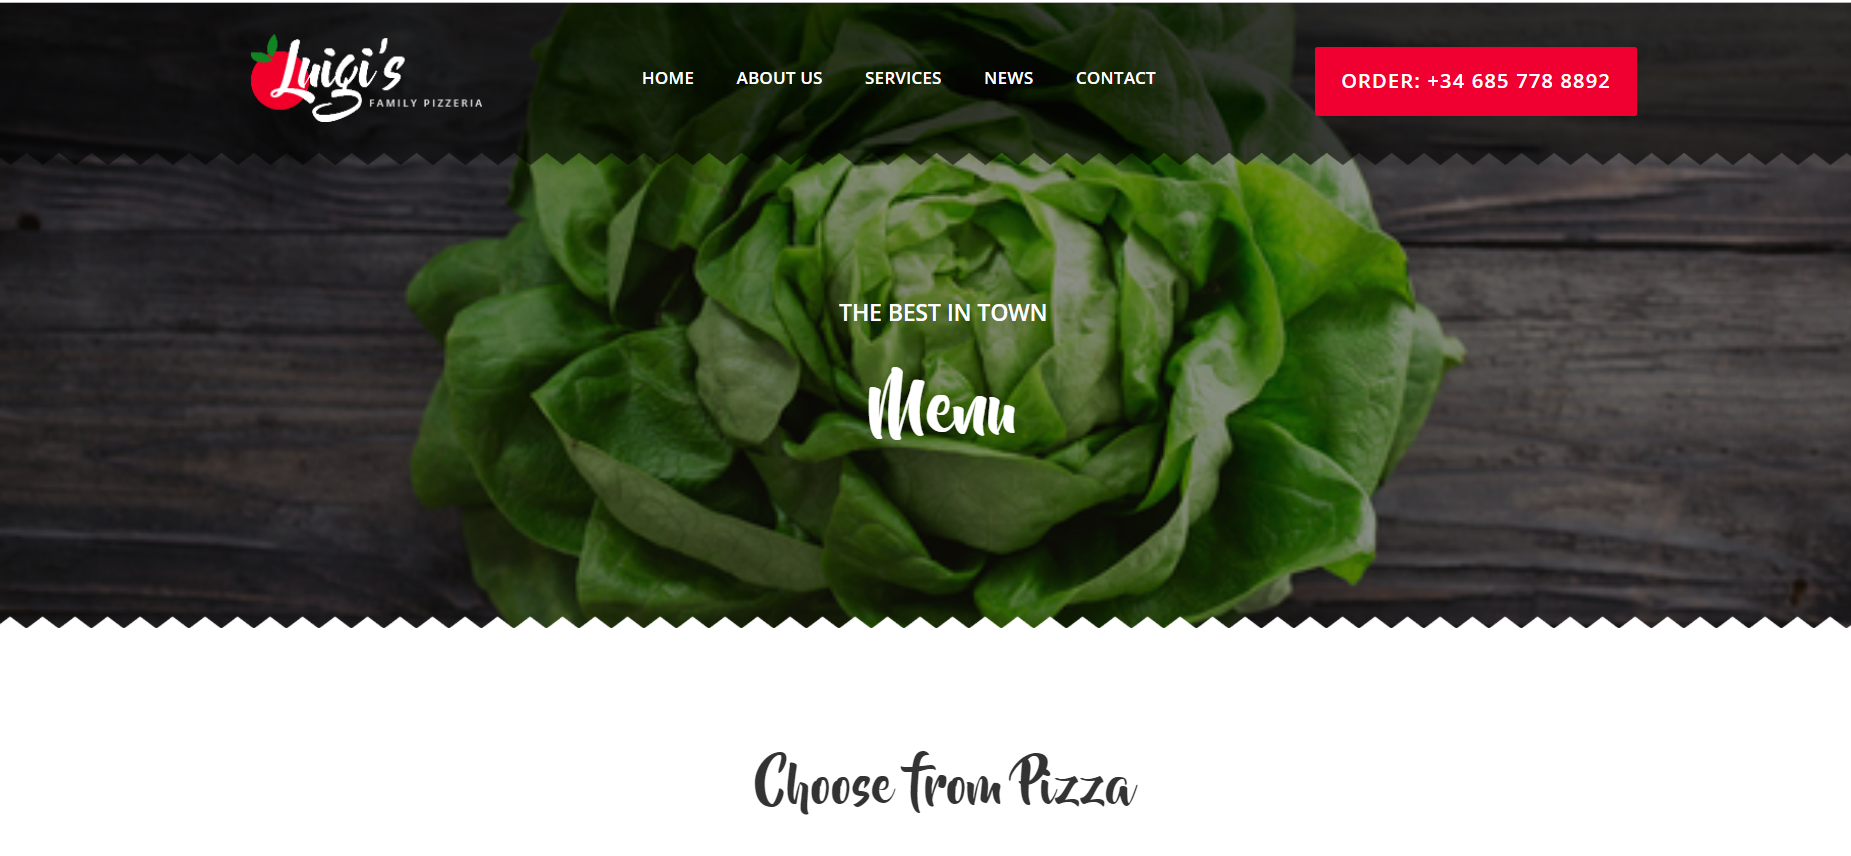 Luigi's
FAMILY PIZZERIA
HOME ABOUT US SERVICES NEWS CONTACT
ORDER: +34 685 778 8892
THE BEST IN TOWN
Menu
Choose from Pizza